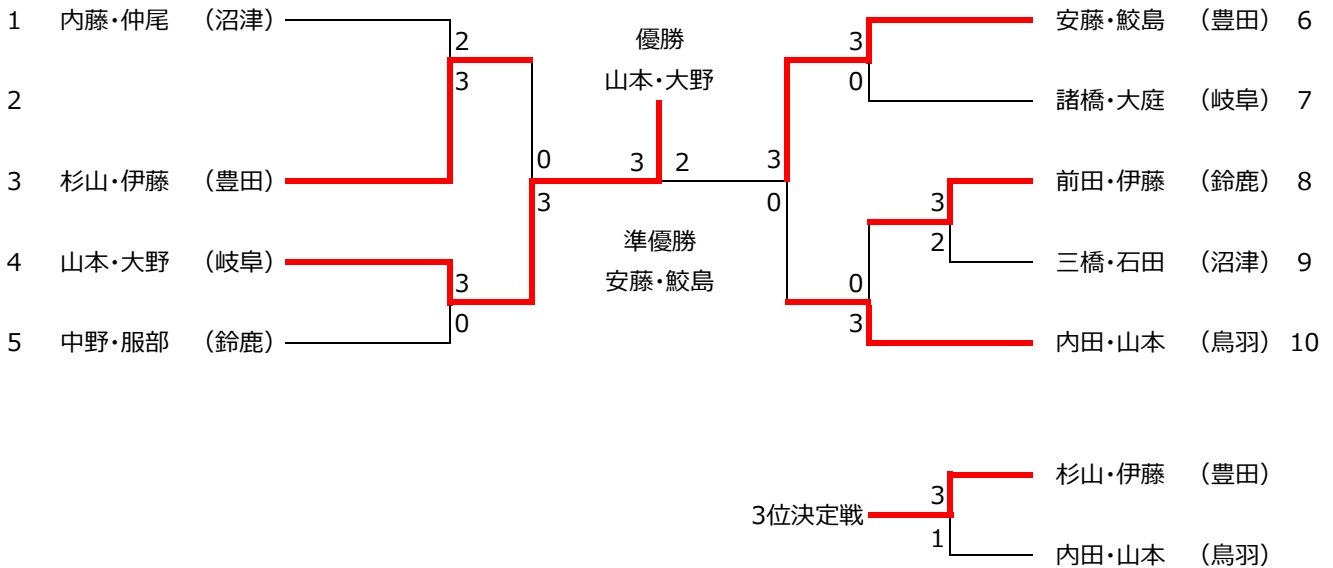 1 内藤・仲尾 （沼津）
2
3 杉山・伊藤 （豊田）
4 山本・大野 （岐阜）
5 中野・服部 （鈴鹿）
2
3
3
0
0
3
優勝
山本・大野
3 2
準優勝
安藤・鮫島
3
0
3
0
0
3
3
2
安藤・鮫島 （豊田） 6
諸橋・大庭 （岐阜） 7
前田・伊藤 （鈴鹿） 8
三橋・石田 （沼津） 9
内田・山本 （鳥羽） 10
3位決定戦
3
1
杉山・伊藤 （豊田）
内田・山本 （鳥羽）